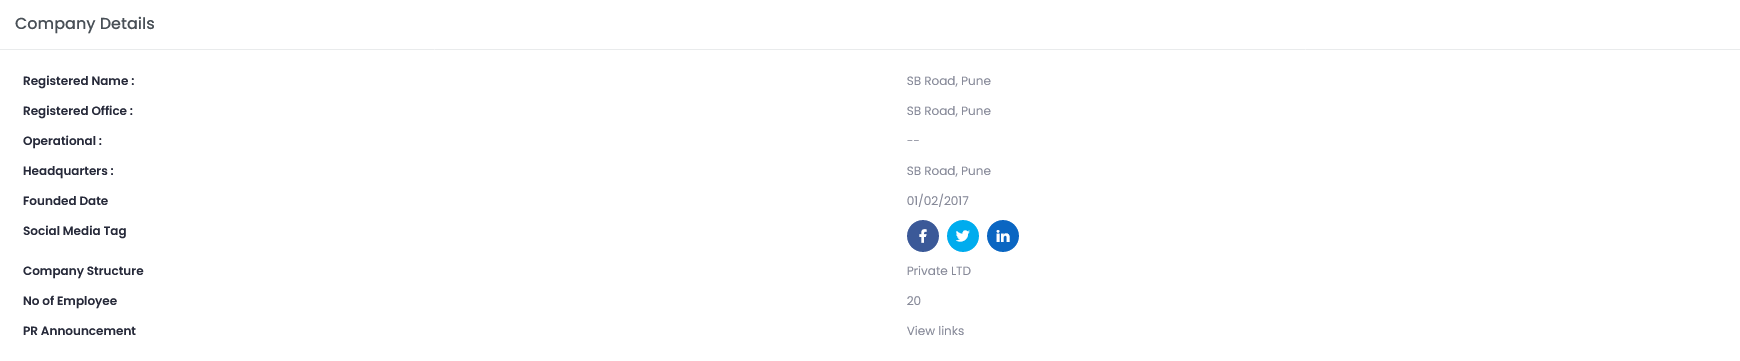 Company Details
Registered Name : SB Road, Pune
Registered Office : SB Road, Pune
Operational : --
Headquarters : SB Road, Pune
Founded Date 01/02/2017
Social Media Tag f in
Company Structure Private LTD
No of Employee 20
PR Announcement View links